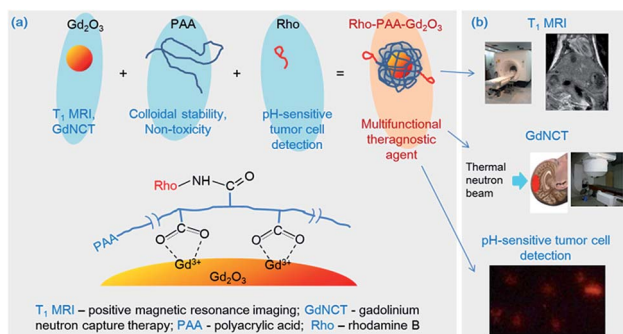 (a)
Gd2O3
PAA
Rho
Rho-PAA-Gd2O3
+
+
=
T1 MRI,
GdNCT
Colloidal stability,
Non-toxicity
pH-sensitive
tumor cell
detection
Multifunctional
theragnostic
agent
Rho
NH
C
O
PAA
C
O
O
C
O
O
Gd3+
Gd3+
Gd2O3
T1 MRI – positive magnetic resonance imaging; GdNCT - gadolinium
neutron capture therapy; PAA - polyacrylic acid; Rho – rhodamine B
(b)
T1 MRI
GdNCT
Thermal
neutron
beam
pH-sensitive tumor cell
detection